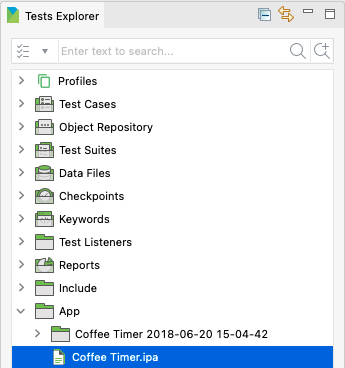 Tests Explorer
Enter text to search...
Profiles
Test Cases
Object Repository
Test Suites
Data Files
Checkpoints
Keywords
Test Listeners
Reports
Include
App
Coffee Timer 2018-06-20 15-04-42
Coffee Timer.ipa